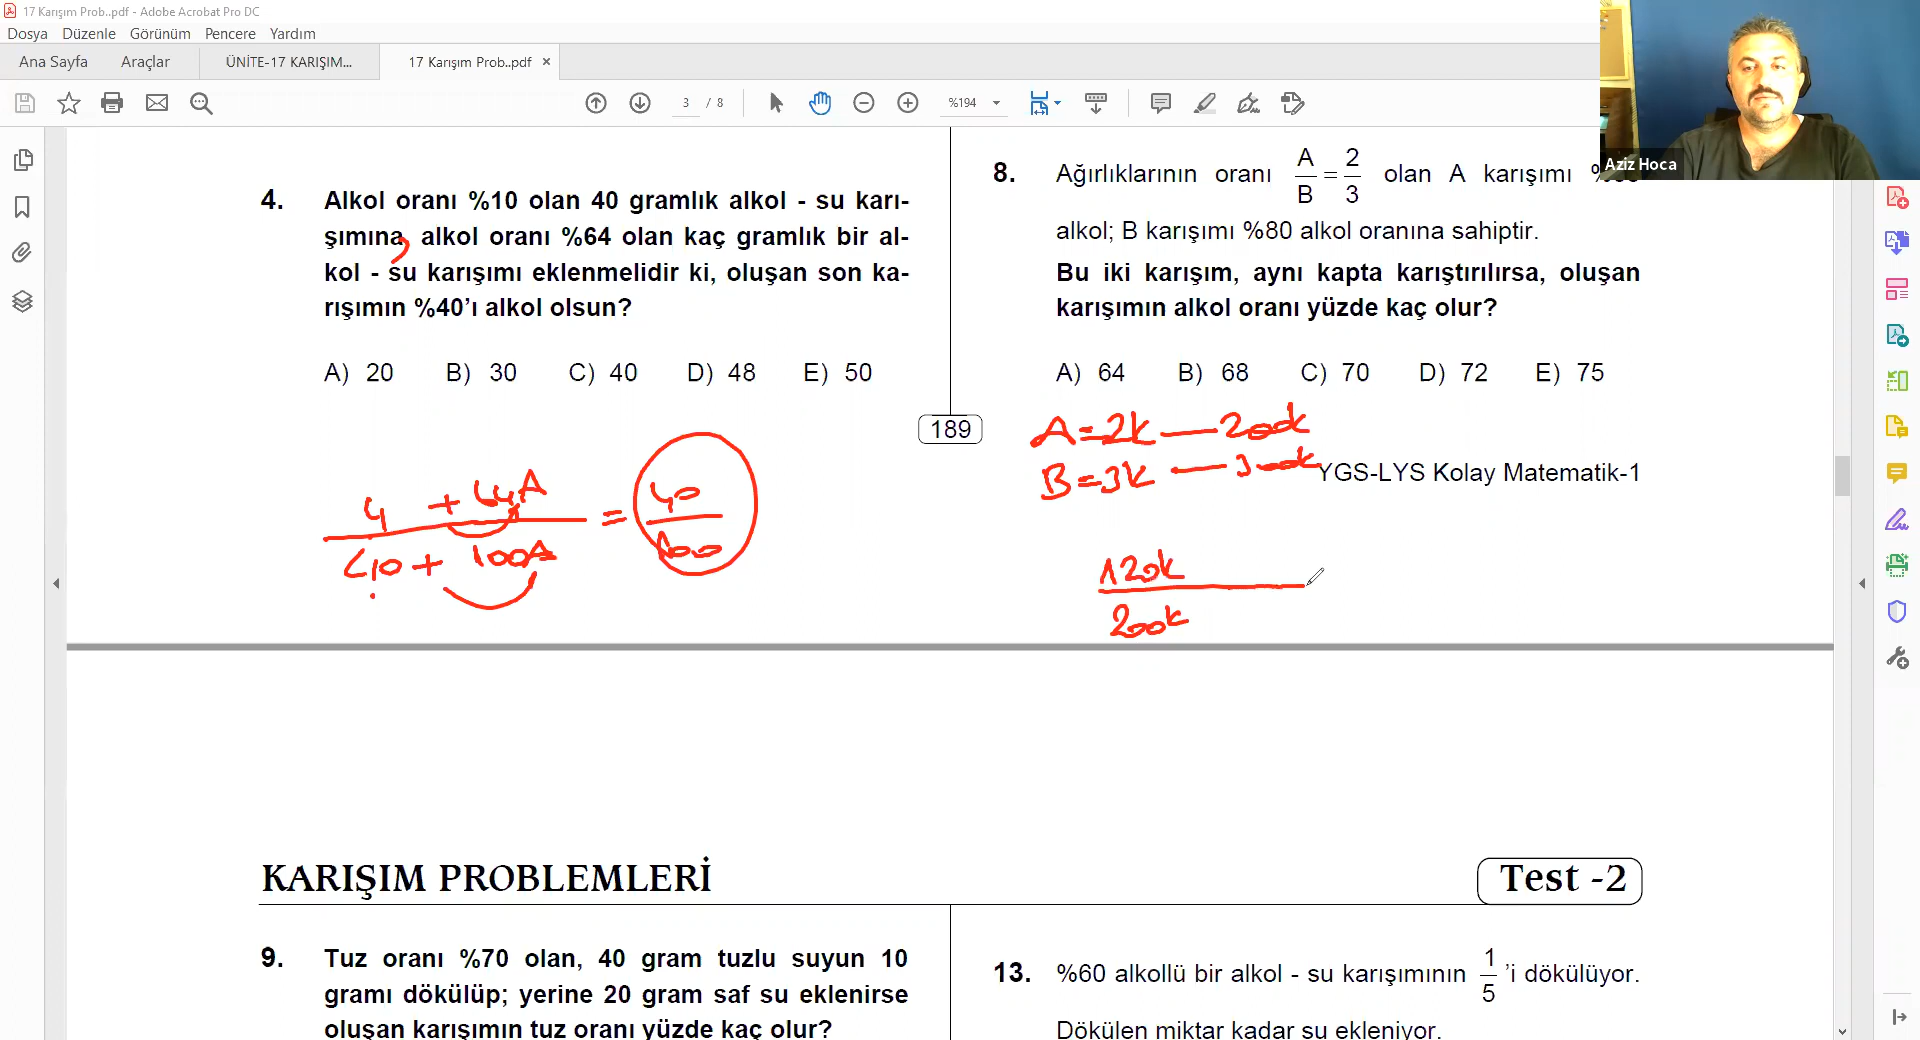 17 Karışım Prob..pdf - Adobe Acrobat Pro DC
Dosya Düzenle Görünüm Pencere Yardım
Ana Sayfa Araçlar ÜNİTE-17 KARIŞIM... 17 Karışım Prob..pdf ×
3 / 8 %194
Aziz Hoca
4. Alkol oranı %10 olan 40 gramlık alkol - su karı-
şımına, alkol oranı %64 olan kaç gramlık bir al-
kol - su karışımı eklenmelidir ki, oluşan son ka-
rışımın %40’ı alkol olsun?
A) 20 B) 30 C) 40 D) 48 E) 50
4 + 64A
40 + 100A
=
40
100
189
8. Ağırlıklarının oranı A/B = 2/3 olan A karışımı
alkol; B karışımı %80 alkol oranına sahiptir.
Bu iki karışım, aynı kapta karıştırılırsa, oluşan
karışımın alkol oranı yüzde kaç olur?
A) 64 B) 68 C) 70 D) 72 E) 75
A=2k — 200k
B=3k — 300k
YGS-LYS Kolay Matematik-1
120k
200k
KARIŞIM PROBLEMLERİ
Test -2
9. Tuz oranı %70 olan, 40 gram tuzlu suyun 10
gramı dökülüp; yerine 20 gram saf su eklenirse
oluşan karışımın tuz oranı yüzde kaç olur?
13. %60 alkollü bir alkol - su karışımının 1/5 ’i dökülüyor.
Dökülen miktar kadar su ekleniyor.